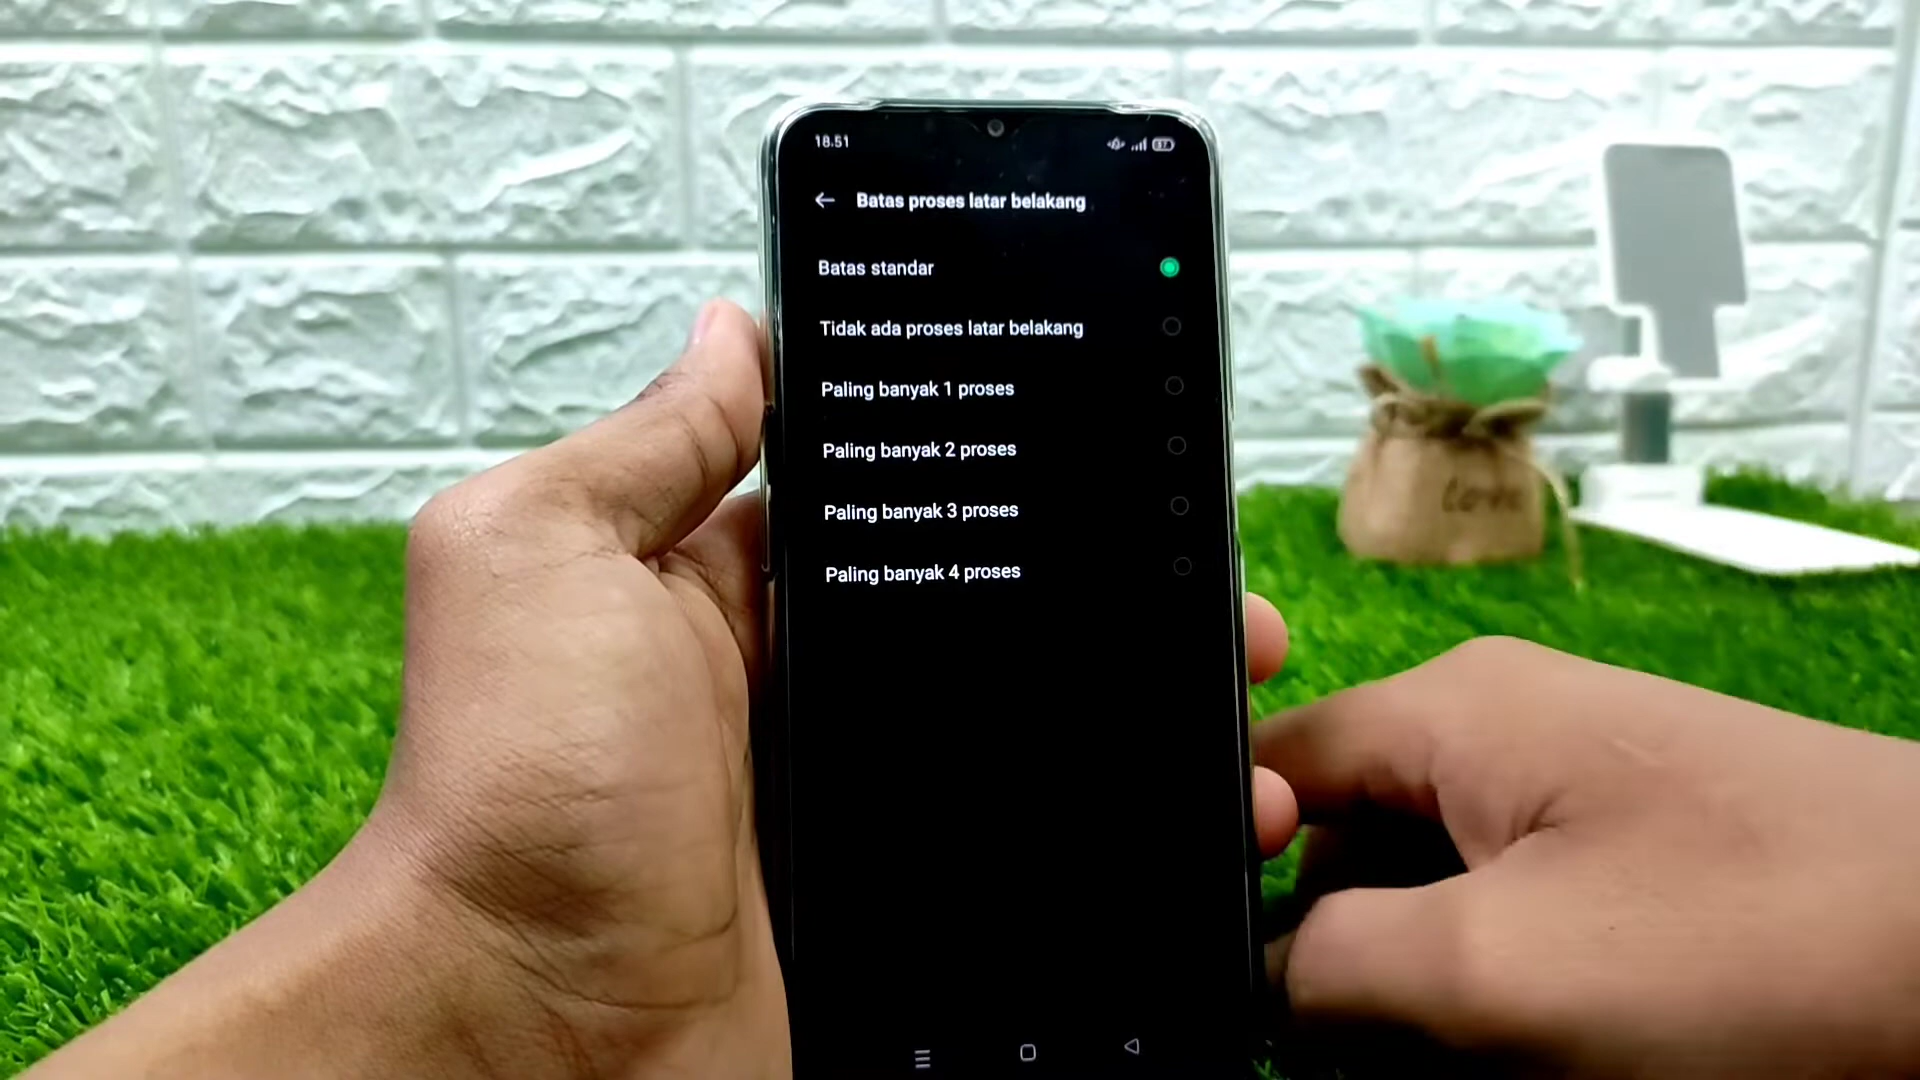 18.51
Batas proses latar belakang
Batas standar
Tidak ada proses latar belakang
Paling banyak 1 proses
Paling banyak 2 proses
Paling banyak 3 proses
Paling banyak 4 proses